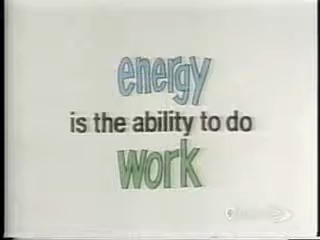 energy
is the ability to do
work